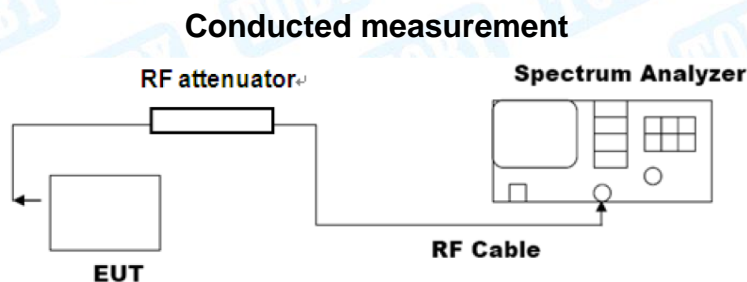 Conducted measurement
RF attenuator↵
Spectrum Analyzer
RF Cable
EUT